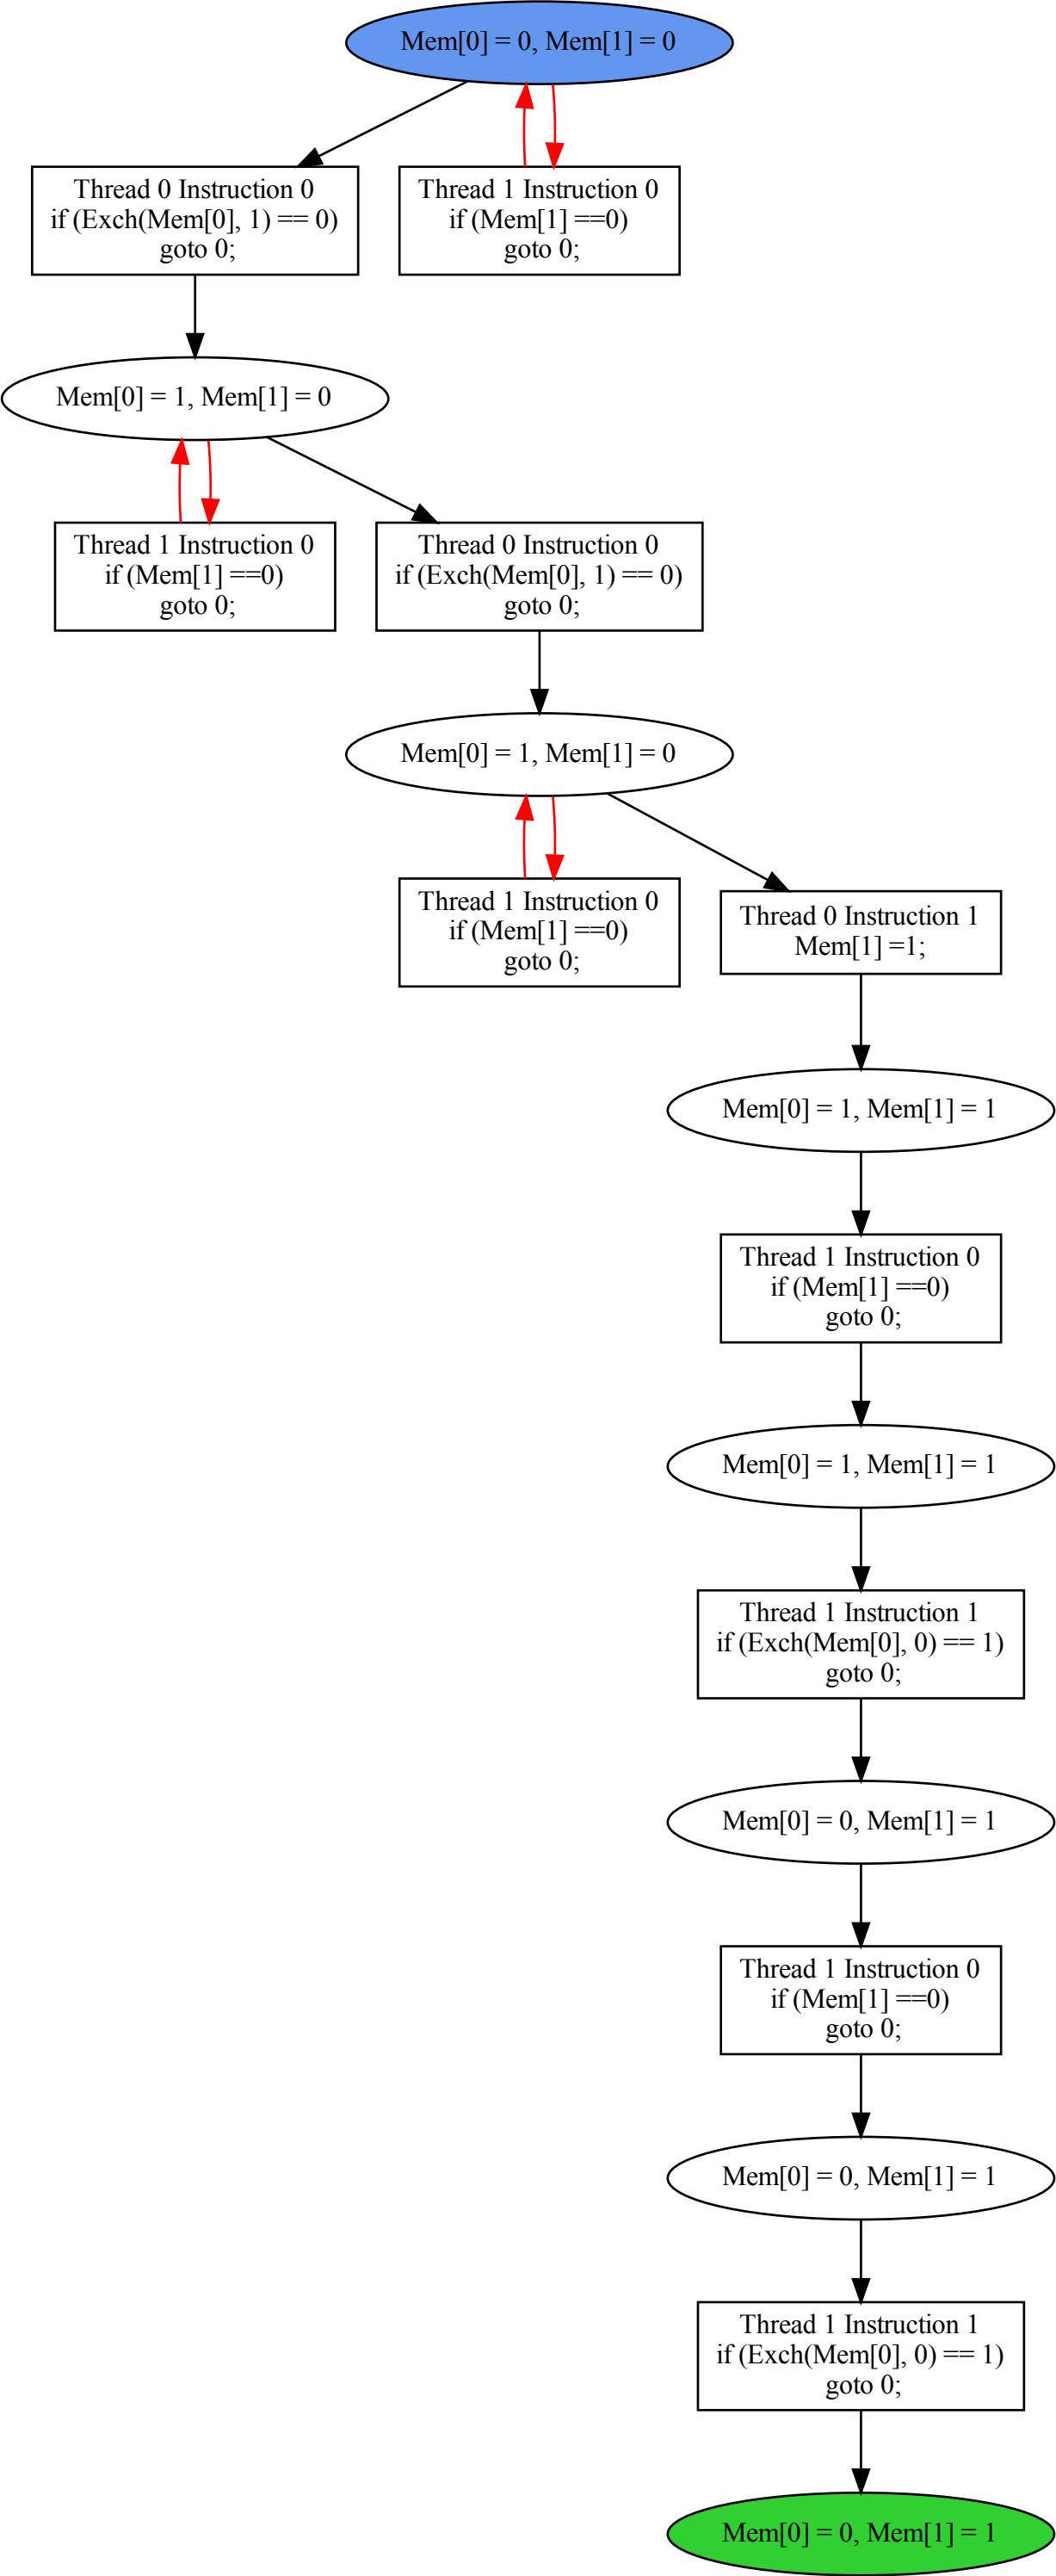 Mem[0] = 0, Mem[1] = 0
Thread 0 Instruction 0
if (Exch(Mem[0], 1) == 0)
goto 0;
Thread 1 Instruction 0
if (Mem[1] ==0)
goto 0;
Mem[0] = 1, Mem[1] = 0
Thread 1 Instruction 0
if (Mem[1] ==0)
goto 0;
Thread 0 Instruction 0
if (Exch(Mem[0], 1) == 0)
goto 0;
Mem[0] = 1, Mem[1] = 0
Thread 1 Instruction 0
if (Mem[1] ==0)
goto 0;
Thread 0 Instruction 1
Mem[1] =1;
Mem[0] = 1, Mem[1] = 1
Thread 1 Instruction 0
if (Mem[1] ==0)
goto 0;
Mem[0] = 1, Mem[1] = 1
Thread 1 Instruction 1
if (Exch(Mem[0], 0) == 1)
goto 0;
Mem[0] = 0, Mem[1] = 1
Thread 1 Instruction 0
if (Mem[1] ==0)
goto 0;
Mem[0] = 0, Mem[1] = 1
Thread 1 Instruction 1
if (Exch(Mem[0], 0) == 1)
goto 0;
Mem[0] = 0, Mem[1] = 1